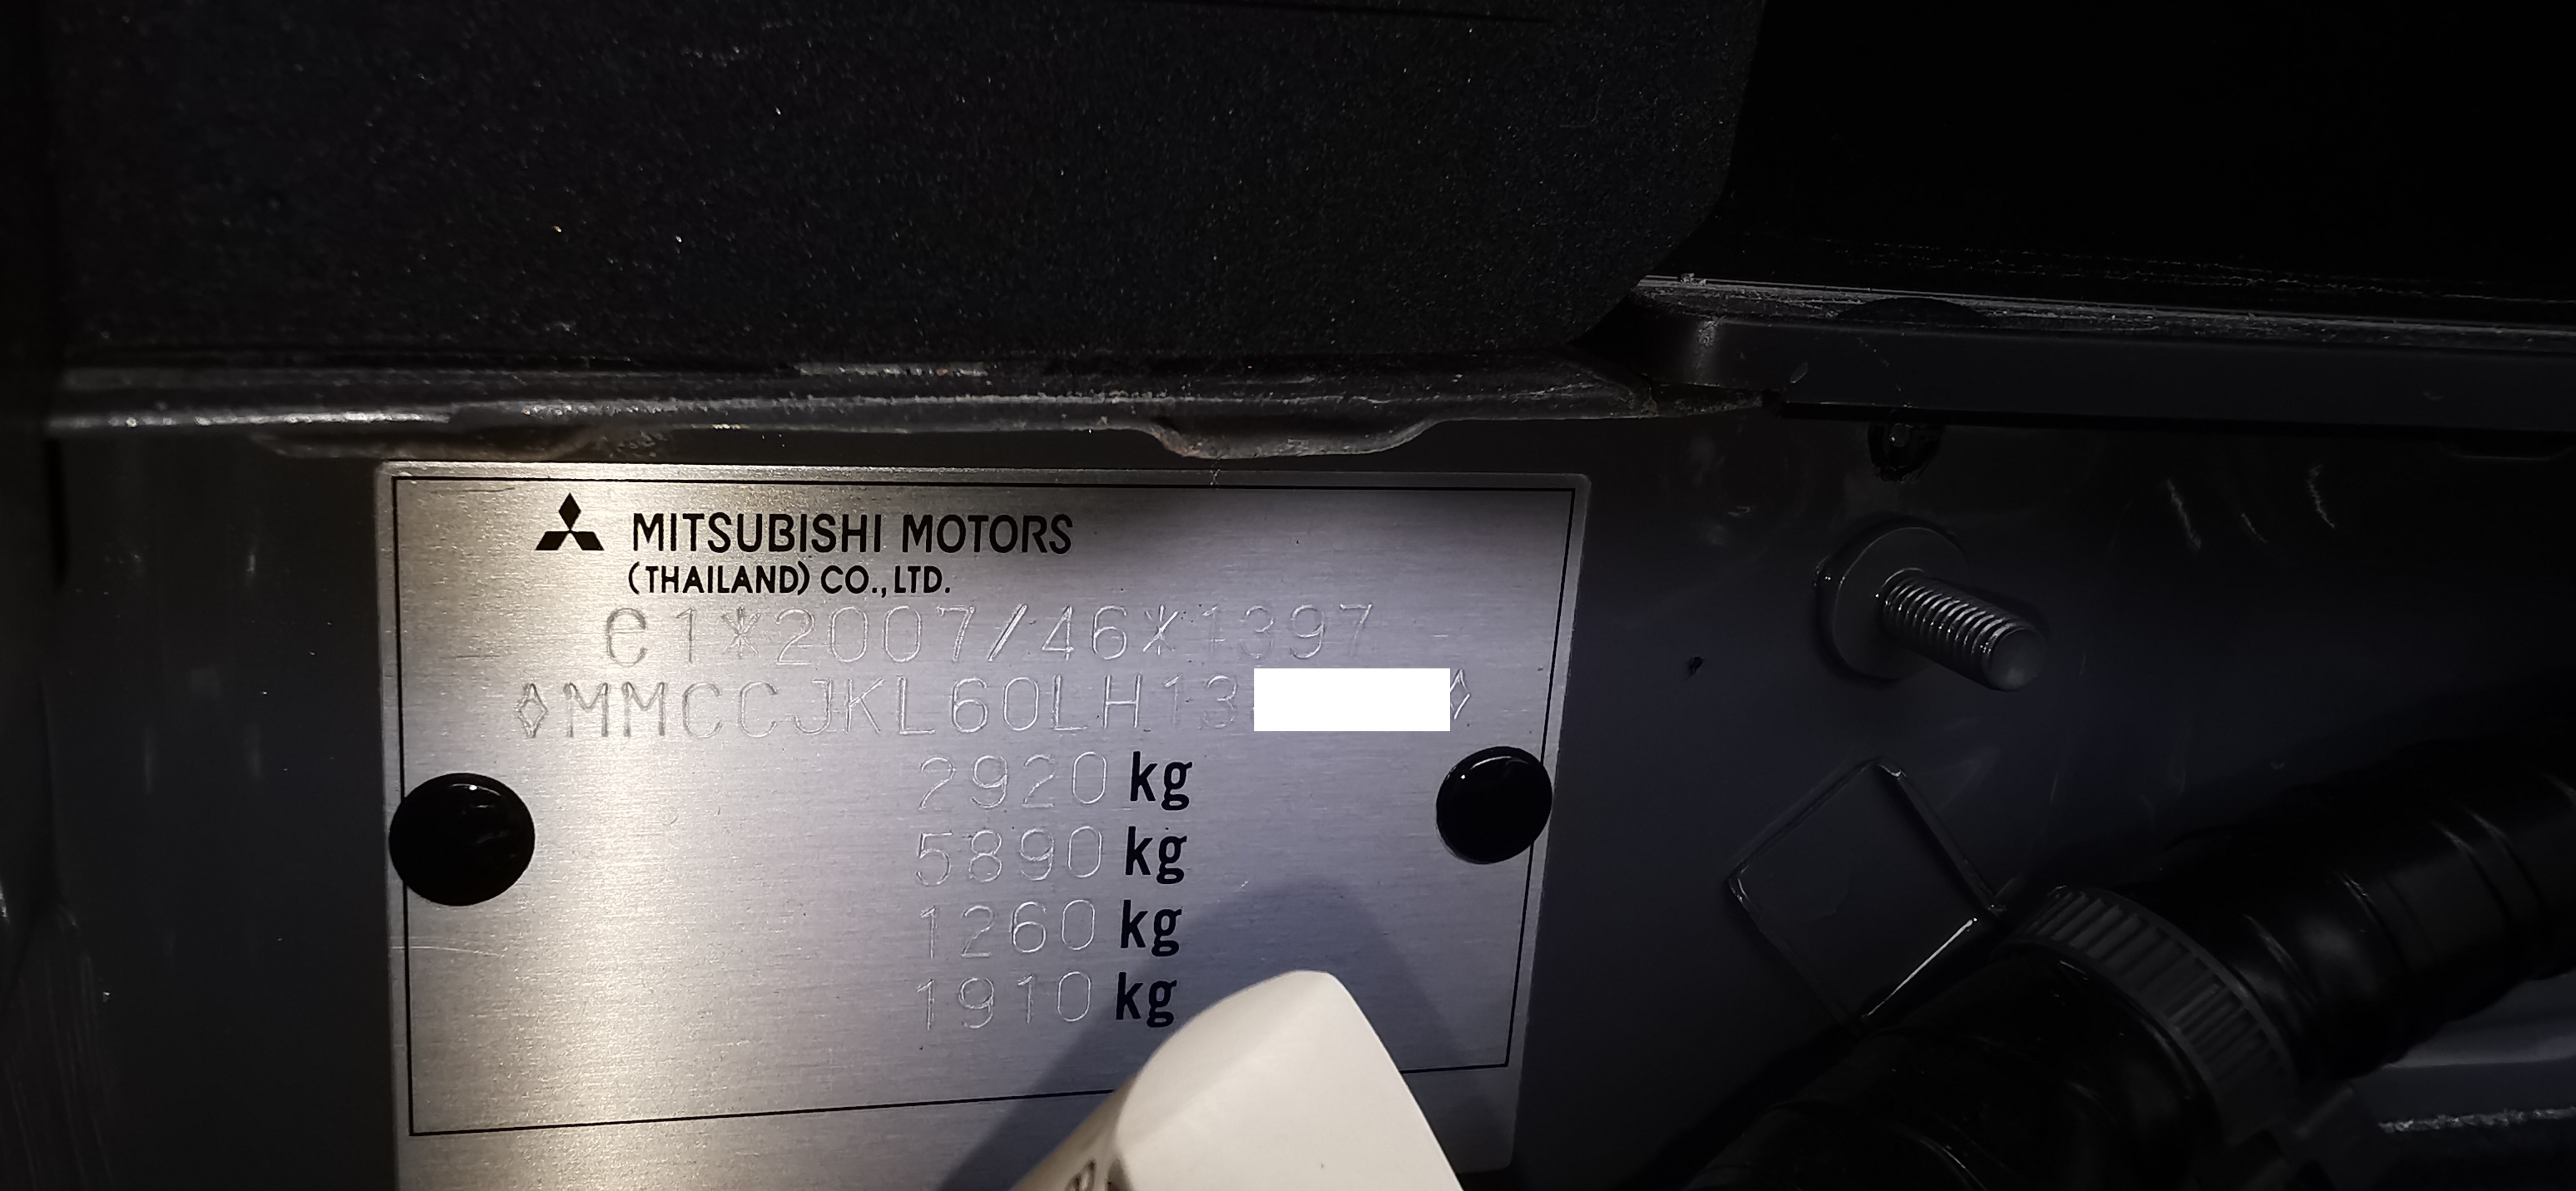 MITSUBISHI MOTORS
(THAILAND) CO.,LTD.
e1*2007/46*1397
◊MMCCJKL60LH13 ◊
2920 kg
5890 kg
1260 kg
1910 kg